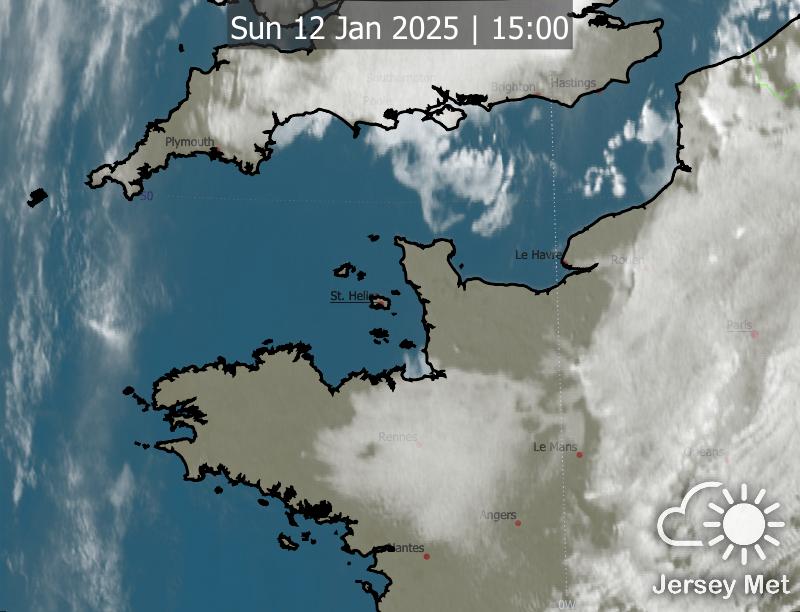 Sun 12 Jan 2025 | 15:00
Southampton
Brighton
Hastings
Plymouth
50
Le Havre
Rouen
St. Helier
Paris
Rennes
Le Mans
Orleans
Angers
Nantes
0W
Jersey Met